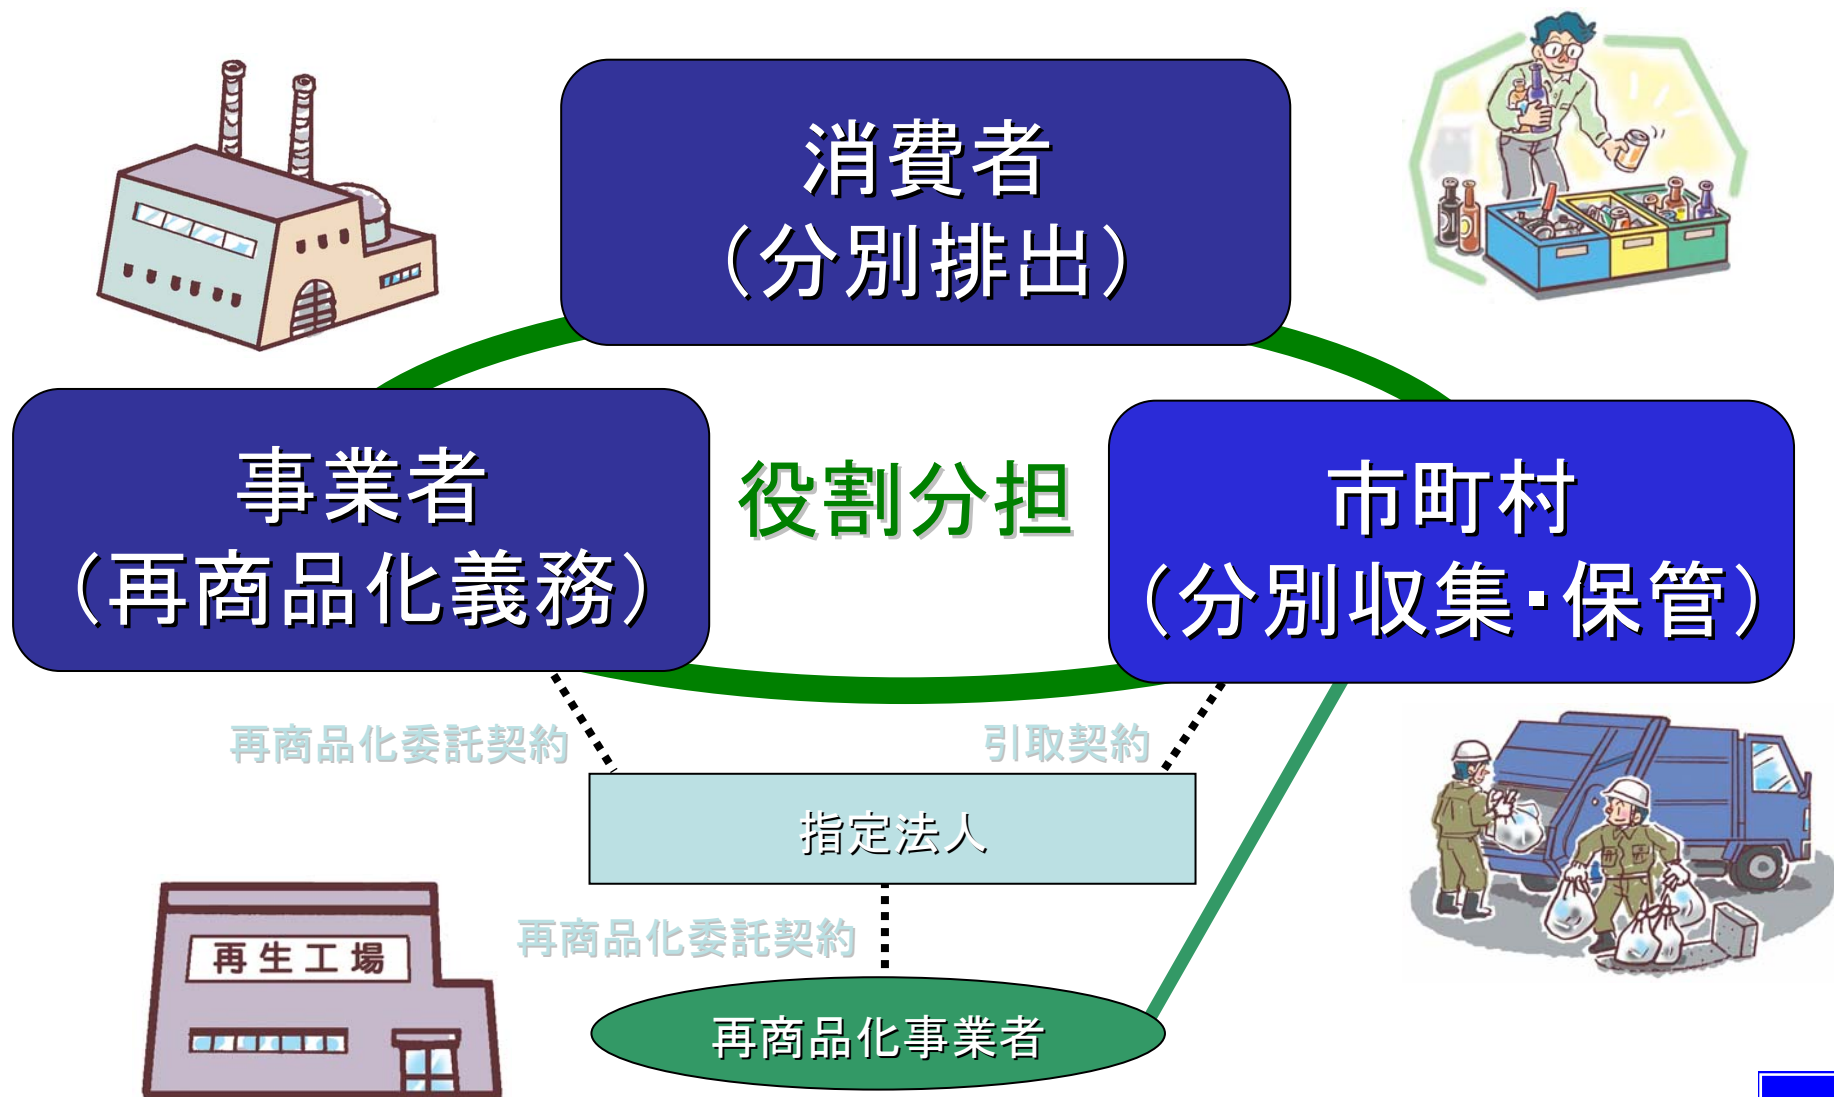 消費者
（分別排出）
事業者
（再商品化義務）
役割分担
市町村
（分別収集・保管）
再商品化委託契約
引取契約
指定法人
再商品化委託契約
再生工場
再商品化事業者